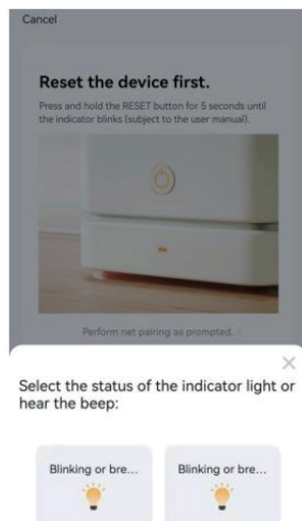 Cancel
Reset the device first.
Press and hold the RESET button for 5 seconds until
the indicator blinks (subject to the user manual).
Perform net pairing as prompted.
Select the status of the indicator light or
hear the beep:
Blinking or bre...
Blinking or bre...